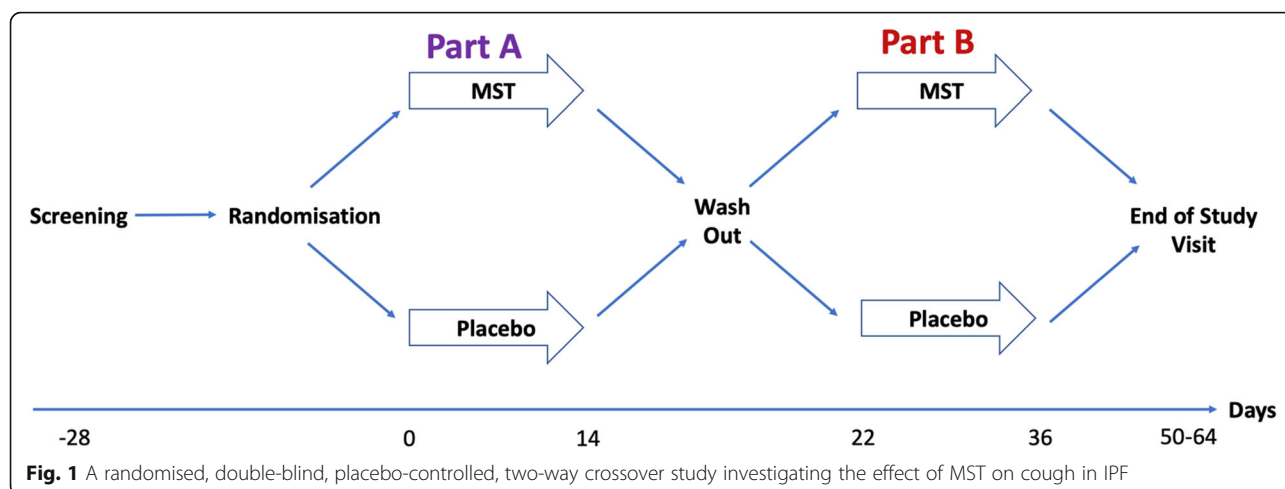 Part A
Part B
MST
MST
Screening
Randomisation
Wash
Out
End of Study
Visit
Placebo
Placebo
Days
-28
0
14
22
36
50-64
Fig. 1 A randomised, double-blind, placebo-controlled, two-way crossover study investigating the effect of MST on cough in IPF